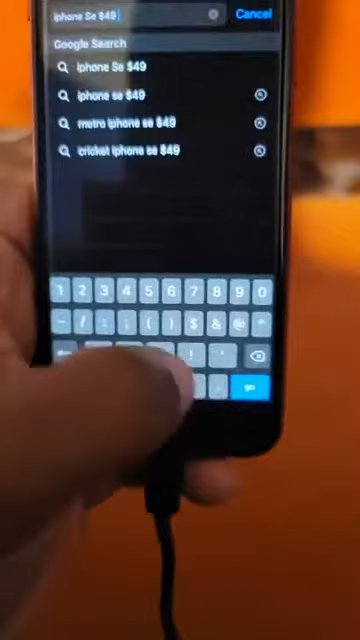 iphone Se $49
Cancel
Google Search
iphone Se $49
iphone se $49
metro iphone se $49
cricket iphone se $49
1 2 3 4 5 6 7 8 9 0
- / : ; ( ) $ & @ "
! '
. go